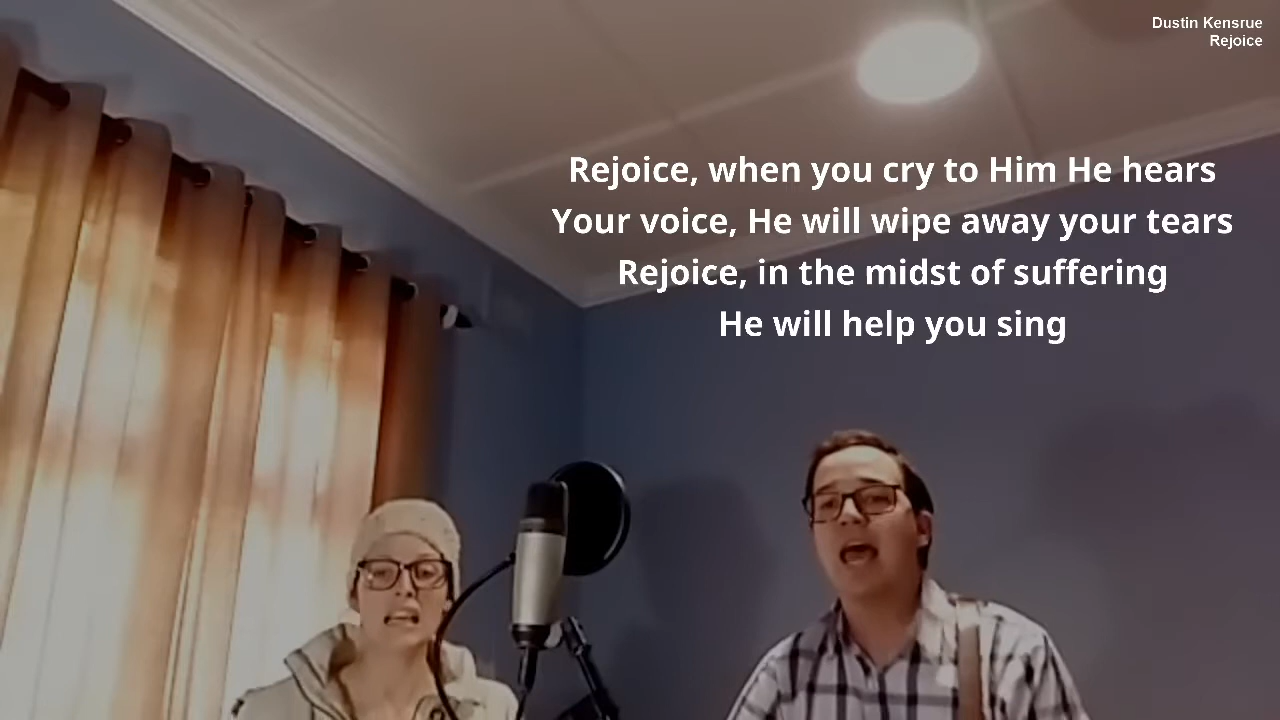 Dustin Kensrue
Rejoice
Rejoice, when you cry to Him He hears
Your voice, He will wipe away your tears
Rejoice, in the midst of suffering
He will help you sing